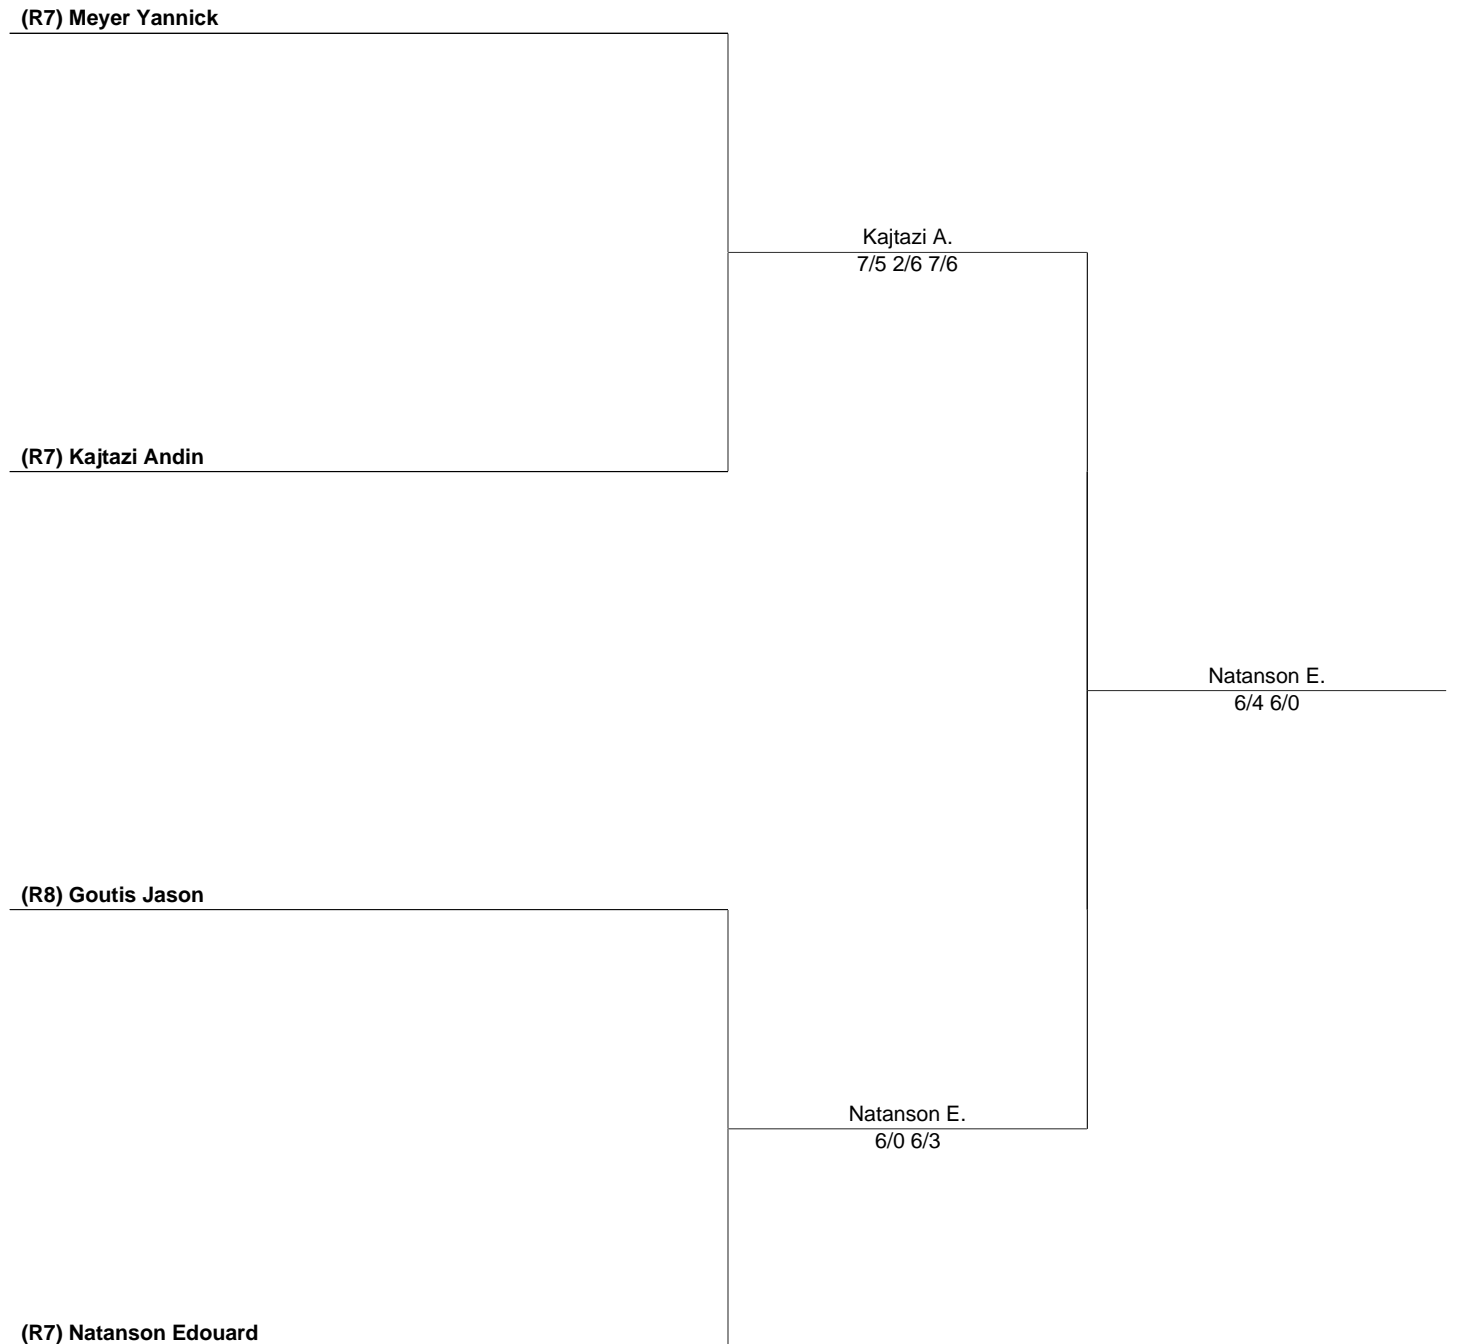 (R7) Meyer Yannick
Kajtazi A.
7/5 2/6 7/6
(R7) Kajtazi Andin
Natanson E.
6/4 6/0
(R8) Goutis Jason
Natanson E.
6/0 6/3
(R7) Natanson Edouard